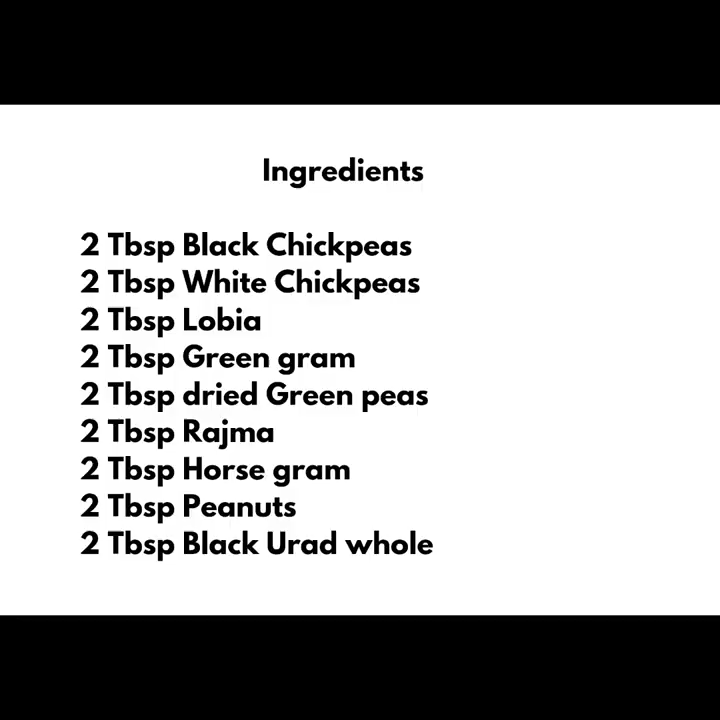 Ingredients
2 Tbsp Black Chickpeas
2 Tbsp White Chickpeas
2 Tbsp Lobia
2 Tbsp Green gram
2 Tbsp dried Green peas
2 Tbsp Rajma
2 Tbsp Horse gram
2 Tbsp Peanuts
2 Tbsp Black Urad whole